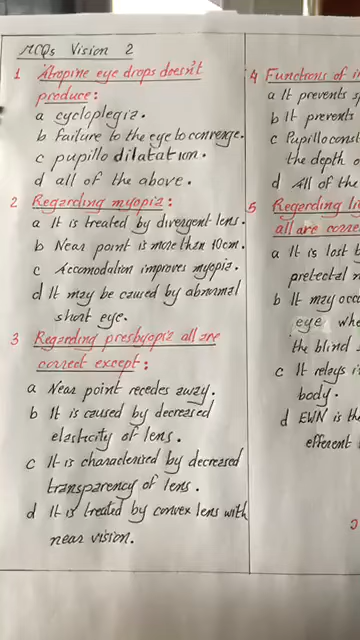 MCQs Vision 2
1 Atropine eye drops doesn't
produce:
a cycloplegia.
b failure to the eye to converge.
c pupillo dilatation.
d all of the above.
2 Regarding myopia:
a It is treated by divergent lens.
b Near point is more than 10cm.
c Accomodation improves myopia.
d It may be caused by abnormal
short eye.
3 Regarding presbyopia all are
correct except:
a Near point recedes away.
b It is caused by decreased
elasticity of lens.
c It is characterised by decreased
transparency of lens.
d It is treated by convex lens with
near vision.
4 Functions of
a It prevents
b It prevents
c Pupillo
the depth
d All of the
5 Regarding
all are
a It is lost
pretectal
b It may
eye
the blind
c It relays
body.
d EWN is the
efferent